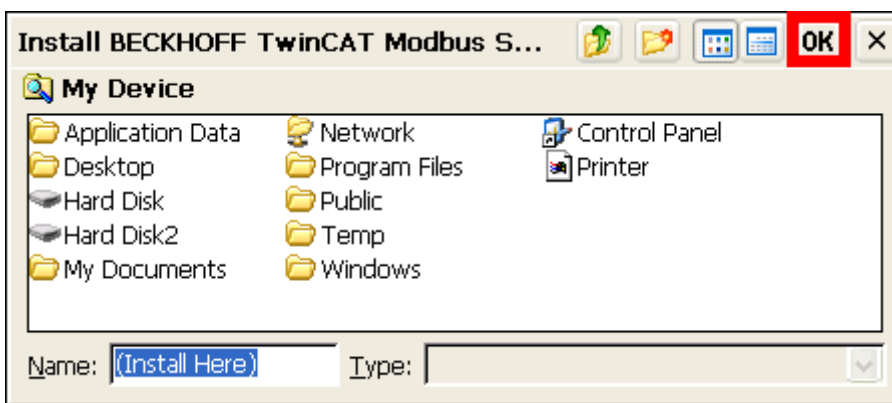 Install BECKHOFF TwinCAT Modbus S... OK
My Device
Application Data Network Control Panel
Desktop Program Files Printer
Hard Disk Public
Hard Disk2 Temp
My Documents Windows
Name: (Install Here) Type: